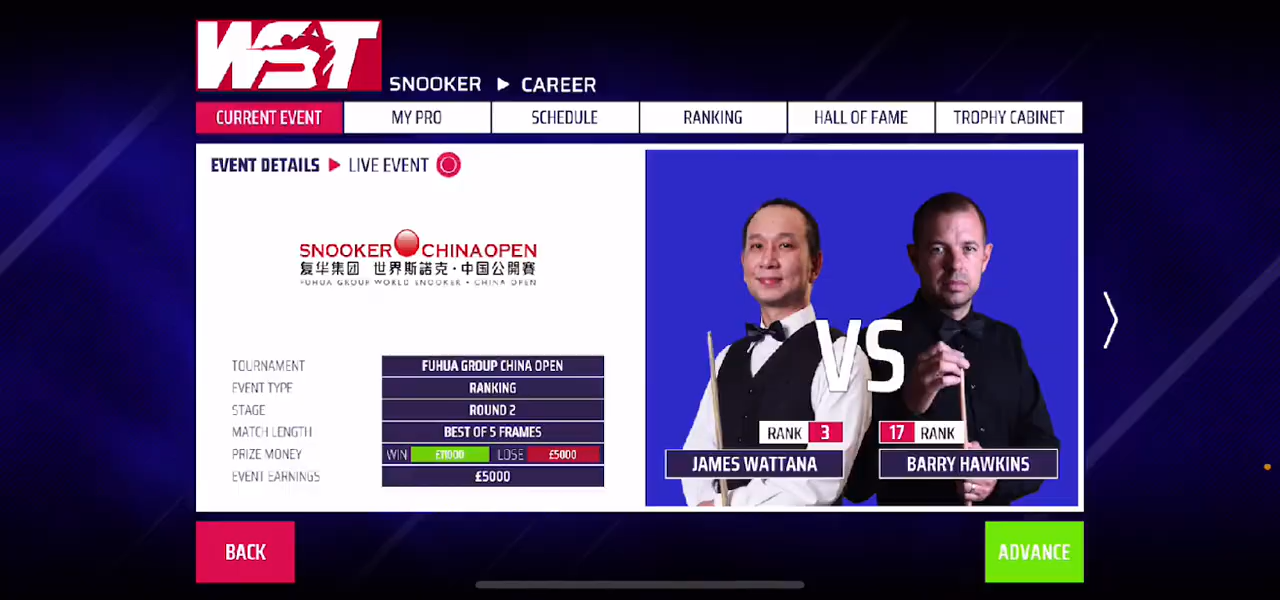 WST
SNOOKER ▶ CAREER
CURRENT EVENT MY PRO SCHEDULE RANKING HALL OF FAME TROPHY CABINET
EVENT DETAILS ▶ LIVE EVENT
SNOOKER CHINA OPEN
复华集团 世界斯諾克·中国公開賽
FUHUA GROUP WORLD SNOOKER • CHINA OPEN
TOURNAMENT FUHUA GROUP CHINA OPEN
EVENT TYPE RANKING
STAGE ROUND 2
MATCH LENGTH BEST OF 5 FRAMES
PRIZE MONEY WIN £11000 LOSE £5000
EVENT EARNINGS £5000
VS
RANK 3 17 RANK
JAMES WATTANA BARRY HAWKINS
BACK ADVANCE